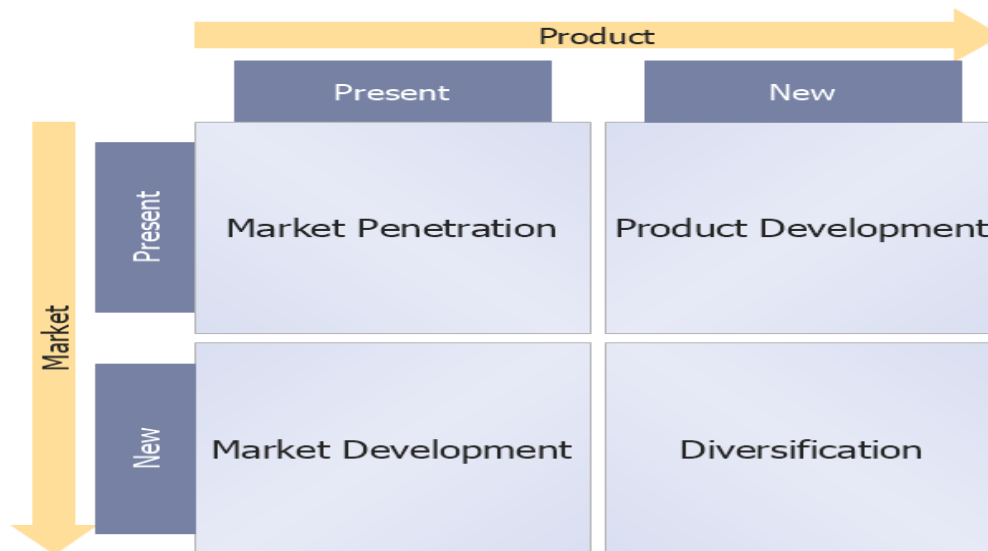 Product
Present
New
Market
Present
Market Penetration
Product Development
New
Market Development
Diversification